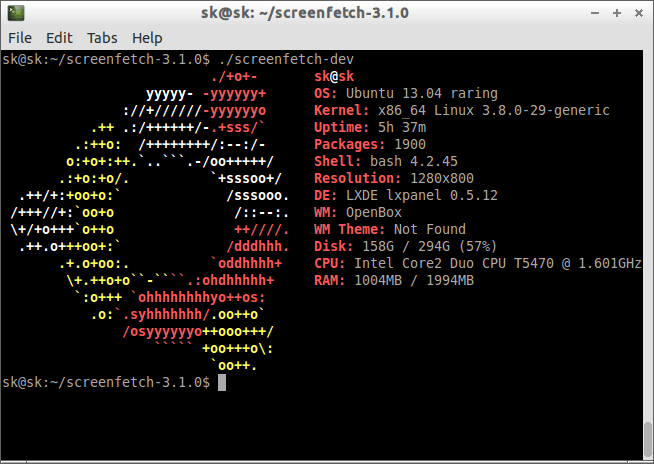 sk@sk: ~/screenfetch-3.1.0
File Edit Tabs Help
sk@sk:~/screenfetch-3.1.0$ ./screenfetch-dev
                          ./+o+-       sk@sk
                  yyyyy- -yyyyyy+      OS: Ubuntu 13.04 raring
               ://+//////-yyyyyyo      Kernel: x86_64 Linux 3.8.0-29-generic
           .++ .:/++++++/-.+sss/`      Uptime: 5h 37m
         .:++o:  /++++++++/:--:/-      Packages: 1900
        o:+o+:++.`..```.-/oo+++++/     Shell: bash 4.2.45
       .:+o:+o/.          `+sssoo+/    Resolution: 1280x800
  .++/+:+oo+o:`             /sssooo.   DE: LXDE lxpanel 0.5.12
 /+++//+:`oo+o               /::--:.   WM: OpenBox
 \+/+o+++`o++o               ++////.   WM Theme: Not Found
  .++.o+++oo+:`             /dddhhh.   Disk: 158G / 294G (57%)
       .+.o+oo:.          `oddhhhh+    CPU: Intel Core2 Duo CPU T5470 @ 1.601GHz
        \+.++o+o``-````.:ohdhhhhh+     RAM: 1004MB / 1994MB
         `:o+++ `ohhhhhhhhyo++os:
           .o:`.syhhhhhhh/.oo++o`
               /osyyyyyyo++ooo+++/
                   ````` +oo+++o\:
                          `oo++.
sk@sk:~/screenfetch-3.1.0$